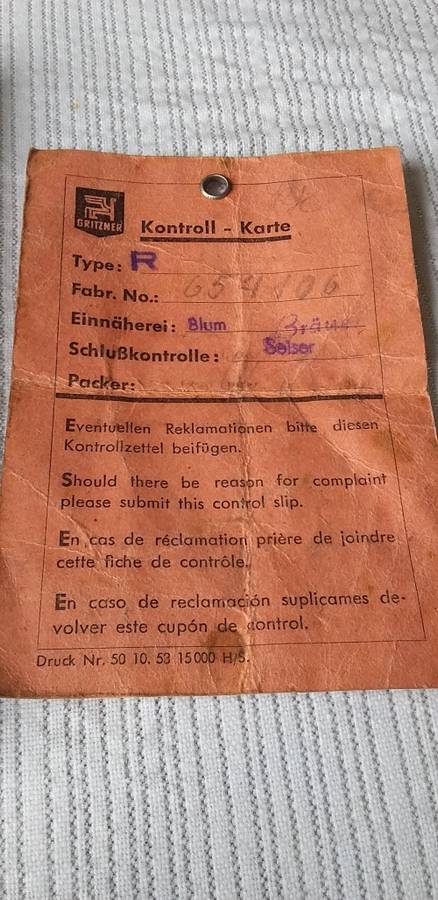 GRITZNER
Kontroll - Karte
Type: R
Fabr. No.:
Einnäherei: Blum
Schlußkontrolle: Selser
Packer:
Eventuellen Reklamationen bitte diesen
Kontrollzettel beifügen.
Should there be reason for complaint
please submit this control slip.
En cas de réclamation prière de joindre
cette fiche de contrôle.
En caso de reclamación suplicames de-
volver este cupón de control.
Druck Nr. 50 10. 53 15000 H/S.